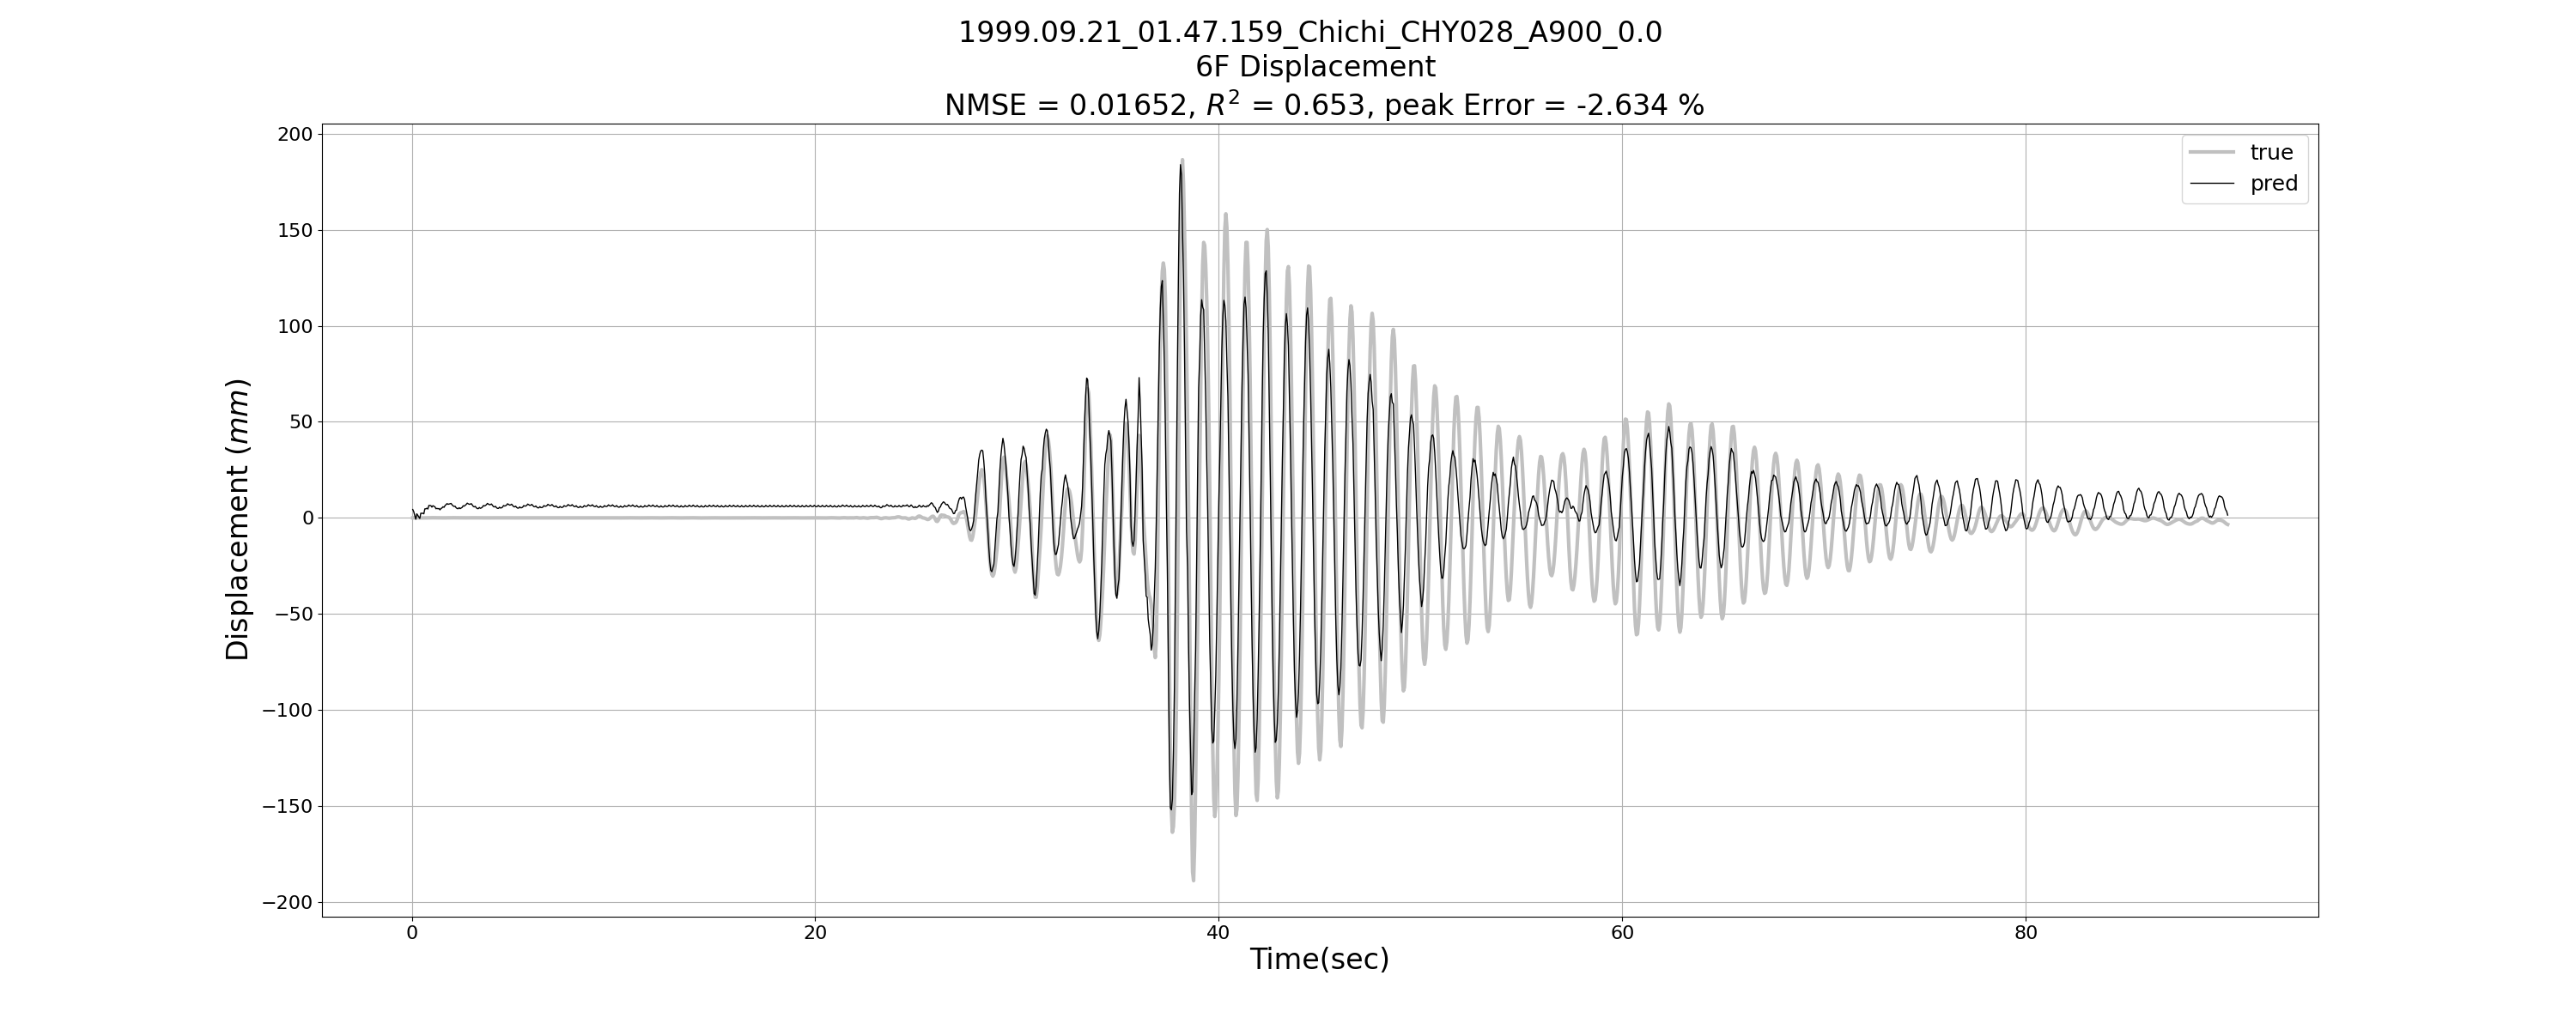 1999.09.21_01.47.159_Chichi_CHY028_A900_0.0
6F Displacement
NMSE = 0.01652, R² = 0.653, peak Error = -2.634 %
true
pred
200
150
100
50
0
−50
−100
−150
−200
Displacement (mm)
0 20 40 60 80
Time(sec)